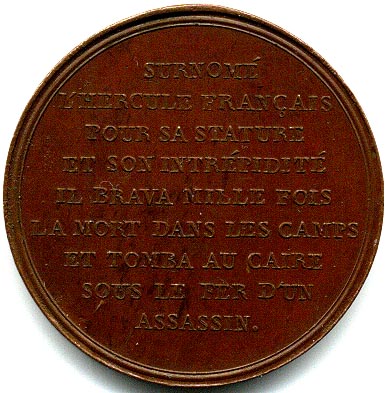 SURNOMÉ
L'HERCULE FRANÇAIS
POUR SA STATURE
ET SON INTRÉPIDITÉ
IL BRAVA MILLE FOIS
LA MORT DANS LES CAMPS
ET TOMBA AU CAIRE
SOUS LE FER D'UN
ASSASSIN.